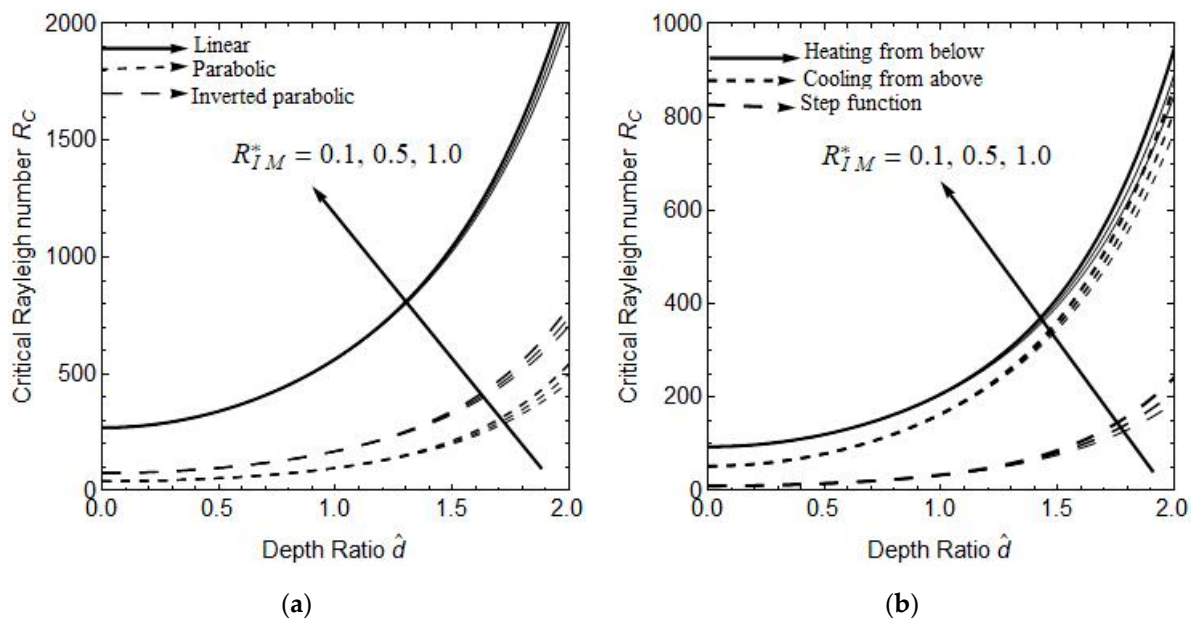 2000
1500
1000
500
0
Critical Rayleigh number R_C
Linear
Parabolic
Inverted parabolic
R*_{IM} = 0.1, 0.5, 1.0
0.0 0.5 1.0 1.5 2.0
Depth Ratio d̂
(a)
1000
800
600
400
200
0
Critical Rayleigh number R_C
Heating from below
Cooling from above
Step function
R*_{IM} = 0.1, 0.5, 1.0
0.0 0.5 1.0 1.5 2.0
Depth Ratio d̂
(b)